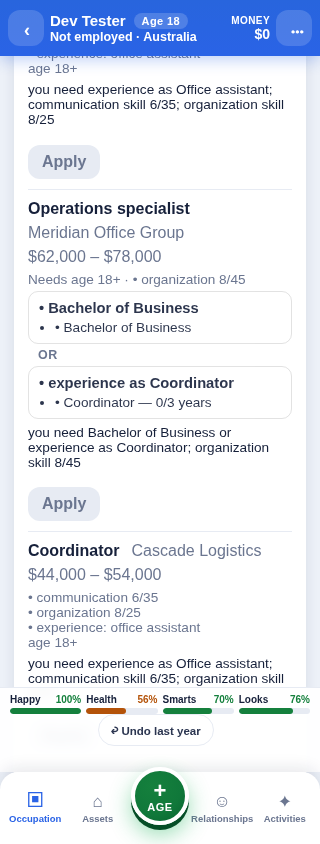 ‹ Dev Tester Age 18 MONEY
Not employed · Australia $0 ...
• experience: office assistant
age 18+
you need experience as Office assistant;
communication skill 6/35; organization skill
8/25
Apply
Operations specialist
Meridian Office Group
$62,000 – $78,000
Needs age 18+ · • organization 8/45
• Bachelor of Business
• • Bachelor of Business
OR
• experience as Coordinator
• • Coordinator — 0/3 years
you need Bachelor of Business or
experience as Coordinator; organization
skill 8/45
Apply
Coordinator Cascade Logistics
$44,000 – $54,000
• communication 6/35
• organization 8/25
• experience: office assistant
age 18+
you need experience as Office assistant;
communication skill 6/35; organization skill
Happy 100% Health 56% Smarts 70% Looks 76%
Undo last year
+
AGE
Occupation Assets Relationships Activities